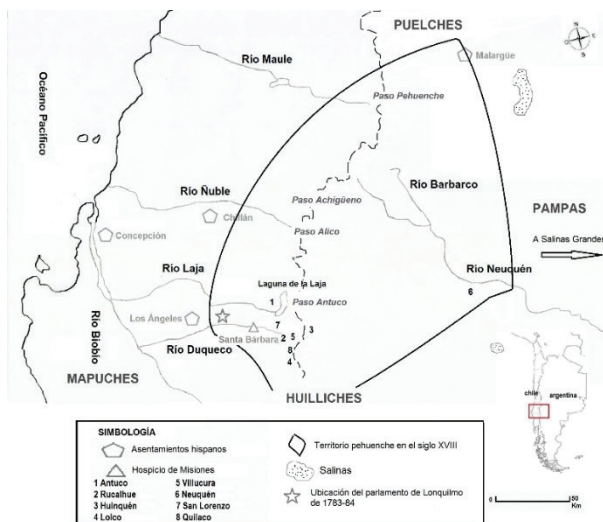 PUELCHES
Malargüe
Río Maule
Océano Pacífico
Paso Pehuenche
Río Barbarco
Paso Achigüeno
PAMPAS
Río Ñuble
Chillán
Paso Alico
Concepción
A Salinas Grandes
Río Neuquén
Río Laja
Laguna de la Laja
6
1
Paso Antuco
Los Ángeles
7
3
Santa Bárbara
2 5
8
4
Río Biobío
Río Duqueco
MAPUCHES
HUILLICHES
chile
argentina
SIMBOLOGÍA
Asentamientos hispanos
Hospicio de Misiones
1 Antuco
2 Rucalhue
3 Huinquén
4 Lolco
5 Villucura
6 Neuquén
7 San Lorenzo
8 Quilaco
Territorio pehuenche en el siglo XVIII
Salinas
Ubicación del parlamento de Lonquilmo
de 1783-84
0 50
Km